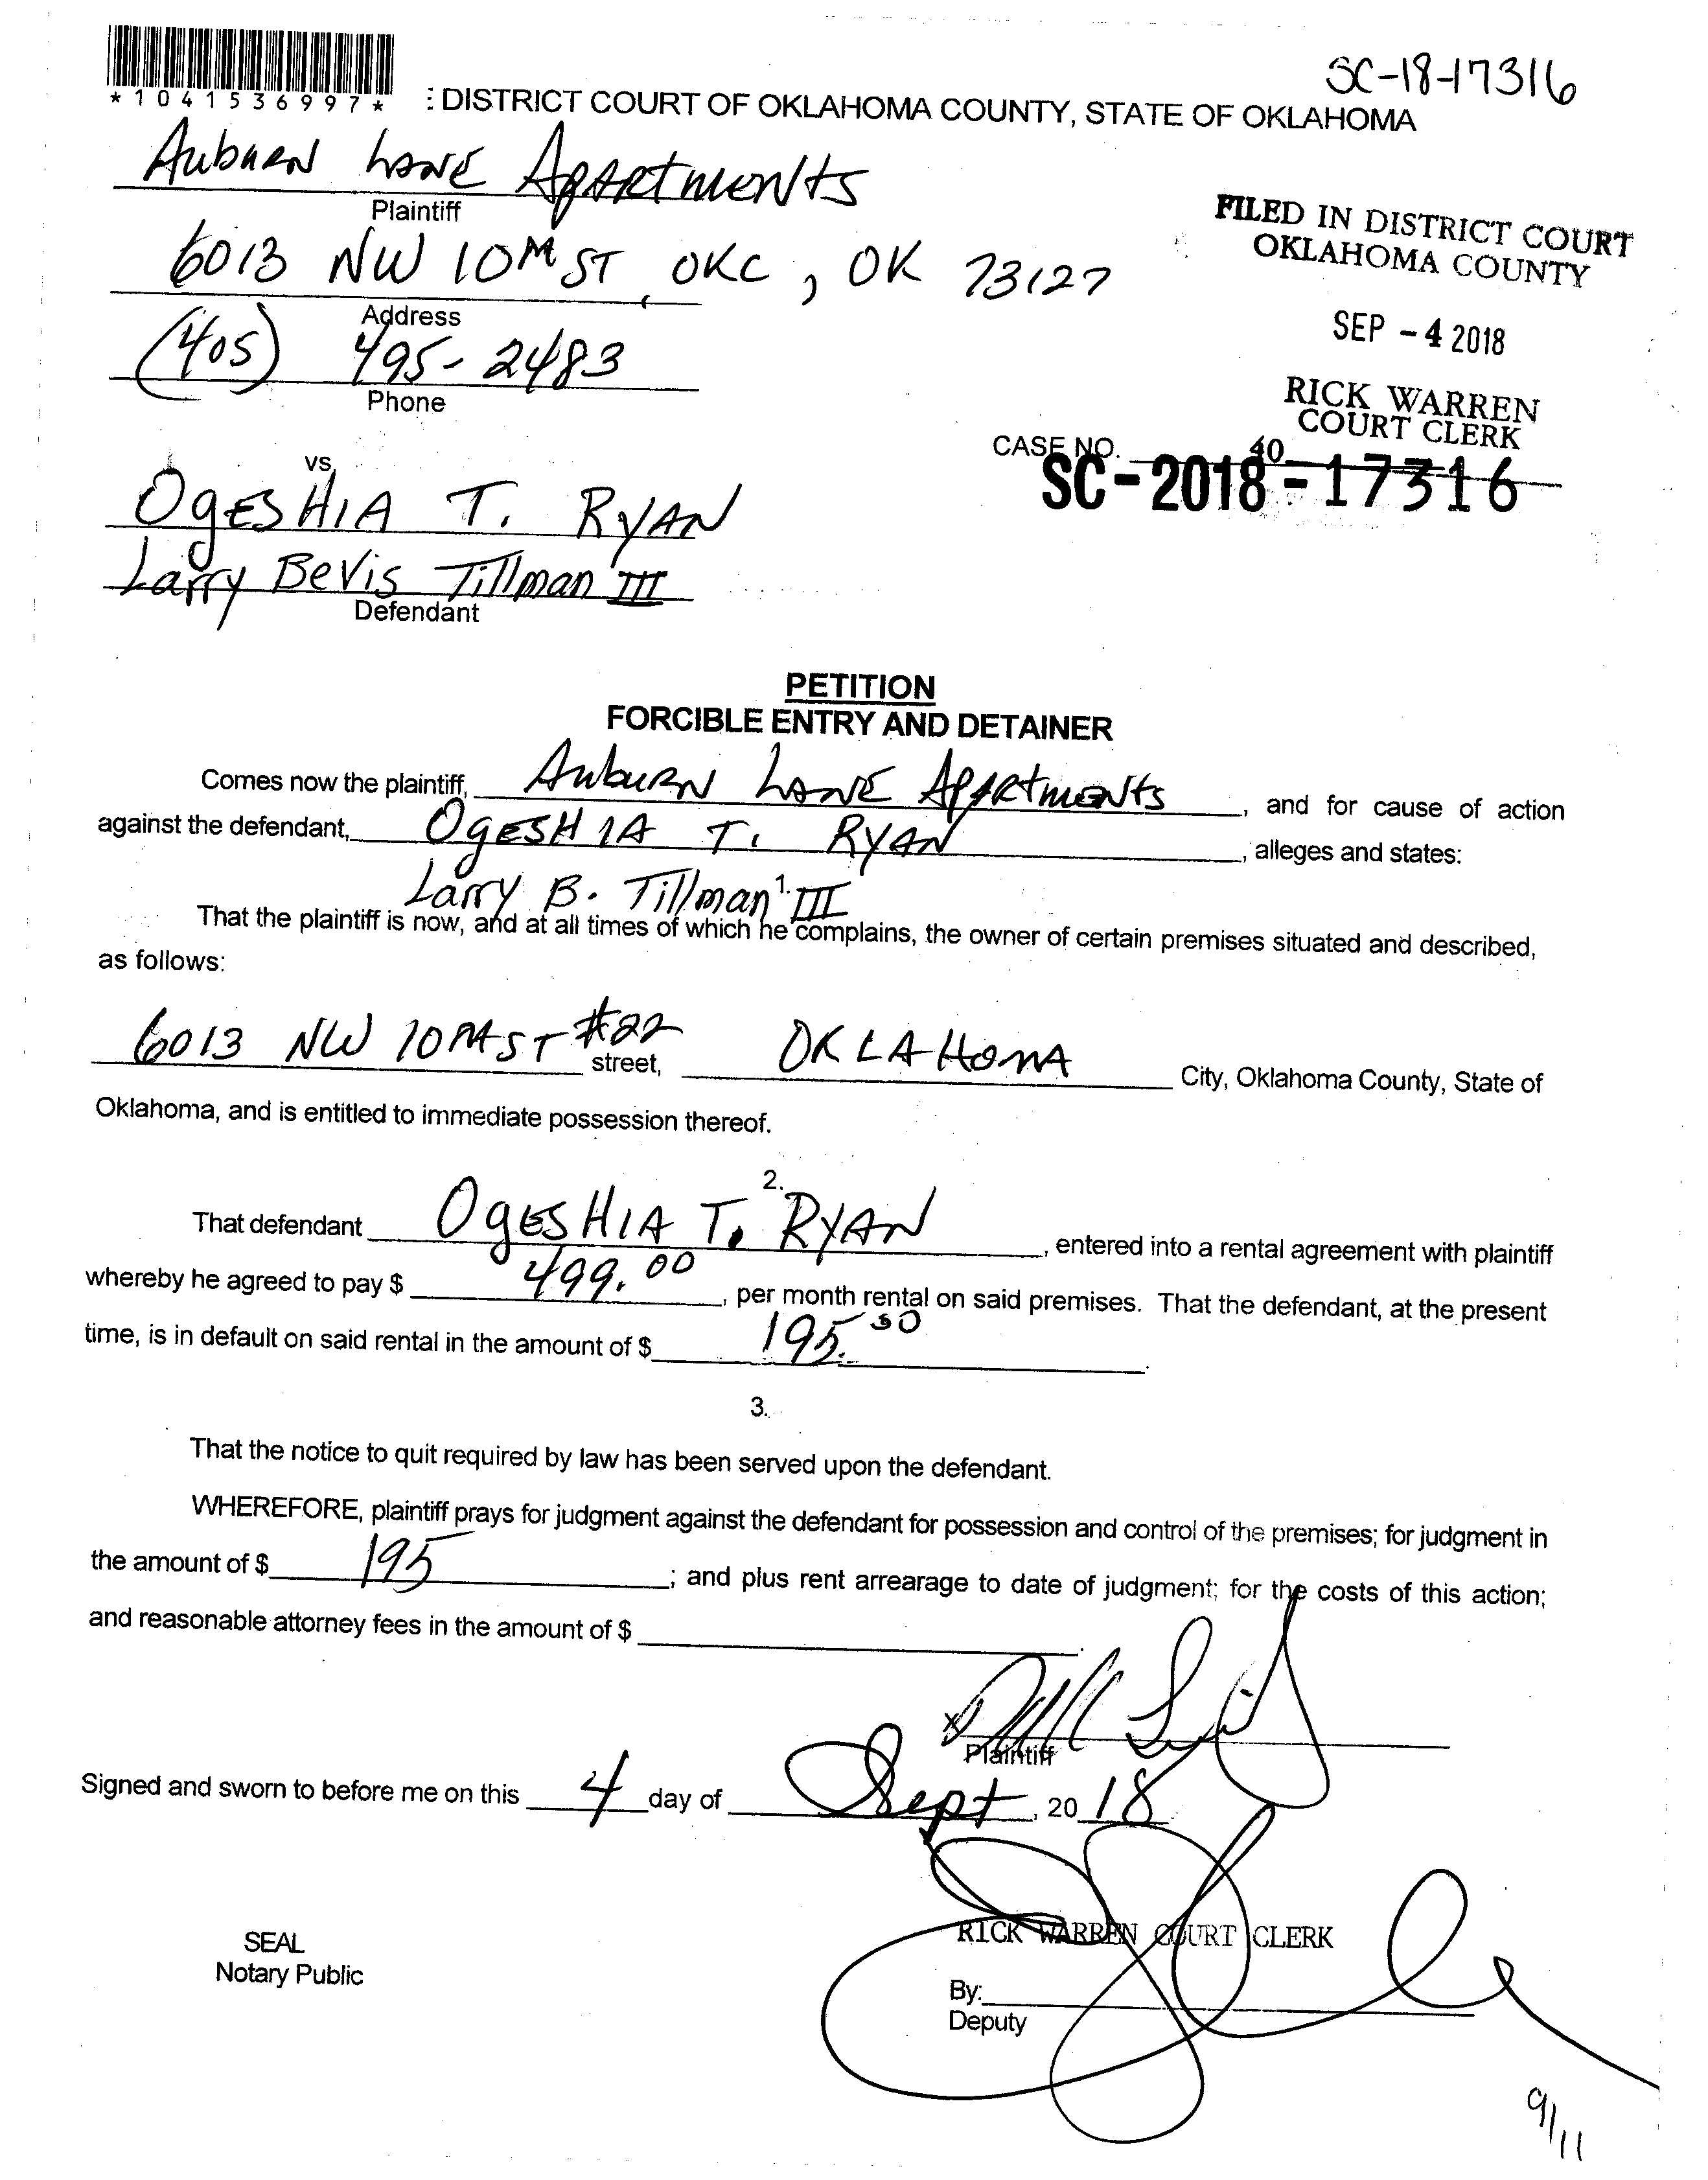 SC-18-17316
*1041536997*
: DISTRICT COURT OF OKLAHOMA COUNTY, STATE OF OKLAHOMA
Auburn Lane Apartments
Plaintiff
6013 NW 10th ST, OKC, OK 73127
Address
(405) 495-2483
Phone
FILED IN DISTRICT COURT
OKLAHOMA COUNTY
SEP - 4 2018
RICK WARREN
COURT CLERK
40
CASE NO.
SC-2018-17316
vs.
OgesHIA T. RYAN
Larry Bevis Tillman III
Defendant
PETITION
FORCIBLE ENTRY AND DETAINER
Comes now the plaintiff, Auburn Lane Apartments, and for cause of action
against the defendant, OgesHIA T. RYAN, alleges and states:
Larry B. Tillman III
1.
That the plaintiff is now, and at all times of which he complains, the owner of certain premises situated and described,
as follows:
6013 NW 10th ST #22 street, OKLAHOMA City, Oklahoma County, State of
Oklahoma, and is entitled to immediate possession thereof.
2.
That defendant OgesHIA T. RYAN, entered into a rental agreement with plaintiff
whereby he agreed to pay $ 499.00, per month rental on said premises. That the defendant, at the present
time, is in default on said rental in the amount of $ 195.50.
3.
That the notice to quit required by law has been served upon the defendant.
WHEREFORE, plaintiff prays for judgment against the defendant for possession and control of the premises; for judgment in
the amount of $ 195; and plus rent arrearage to date of judgment; for the costs of this action;
and reasonable attorney fees in the amount of $
x
Plaintiff
Signed and sworn to before me on this 4 day of Sept, 20 18
RICK WARREN COURT CLERK
SEAL
Notary Public
By:
Deputy
9/11